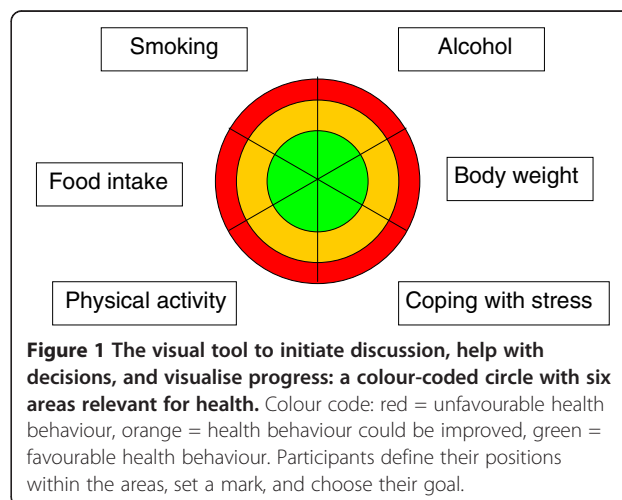 Smoking
Alcohol
Food intake
Body weight
Physical activity
Coping with stress
Figure 1 The visual tool to initiate discussion, help with
decisions, and visualise progress: a colour-coded circle with six
areas relevant for health. Colour code: red = unfavourable health
behaviour, orange = health behaviour could be improved, green =
favourable health behaviour. Participants define their positions
within the areas, set a mark, and choose their goal.